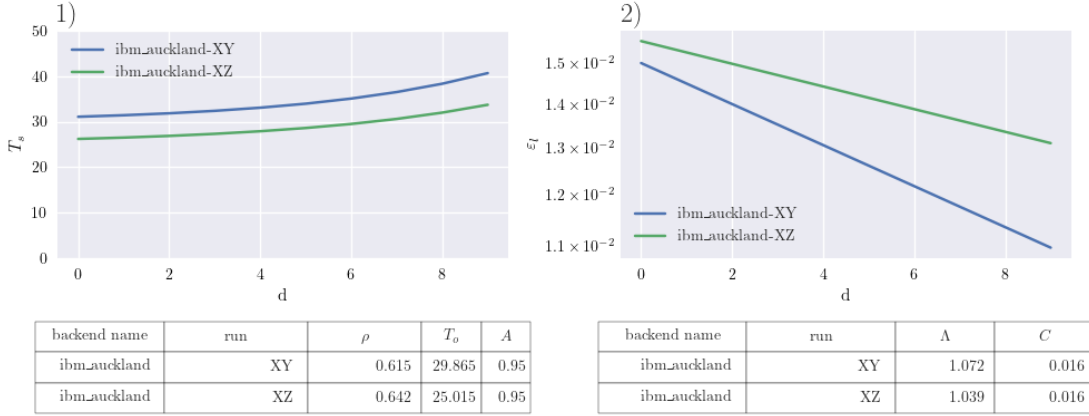 1)
50
40
30
20
10
0
T_s
ibm_auckland-XY
ibm_auckland-XZ
0 2 4 6 8
d
backend name run ρ T_o A
ibm_auckland XY 0.615 29.865 0.95
ibm_auckland XZ 0.642 25.015 0.95
2)
1.5 × 10⁻²
1.4 × 10⁻²
1.3 × 10⁻²
1.2 × 10⁻²
1.1 × 10⁻²
ε_l
ibm_auckland-XY
ibm_auckland-XZ
0 2 4 6 8
d
backend name run Λ C
ibm_auckland XY 1.072 0.016
ibm_auckland XZ 1.039 0.016